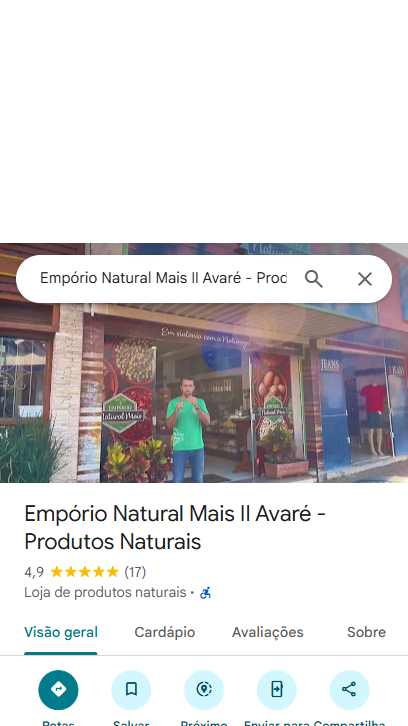 Empório Natural Mais II Avaré - Prod
Em sintonia com a Natureza!
EMPÓRIO
Natural Mais
EMPÓRIO
Natural Mais
JEANS
JEANS
Empório Natural Mais II Avaré -
Produtos Naturais
4,9 ★★★★★ (17)
Loja de produtos naturais ·
Visão geral Cardápio Avaliações Sobre
Rotas Salvar Próximo Enviar para Compartilha